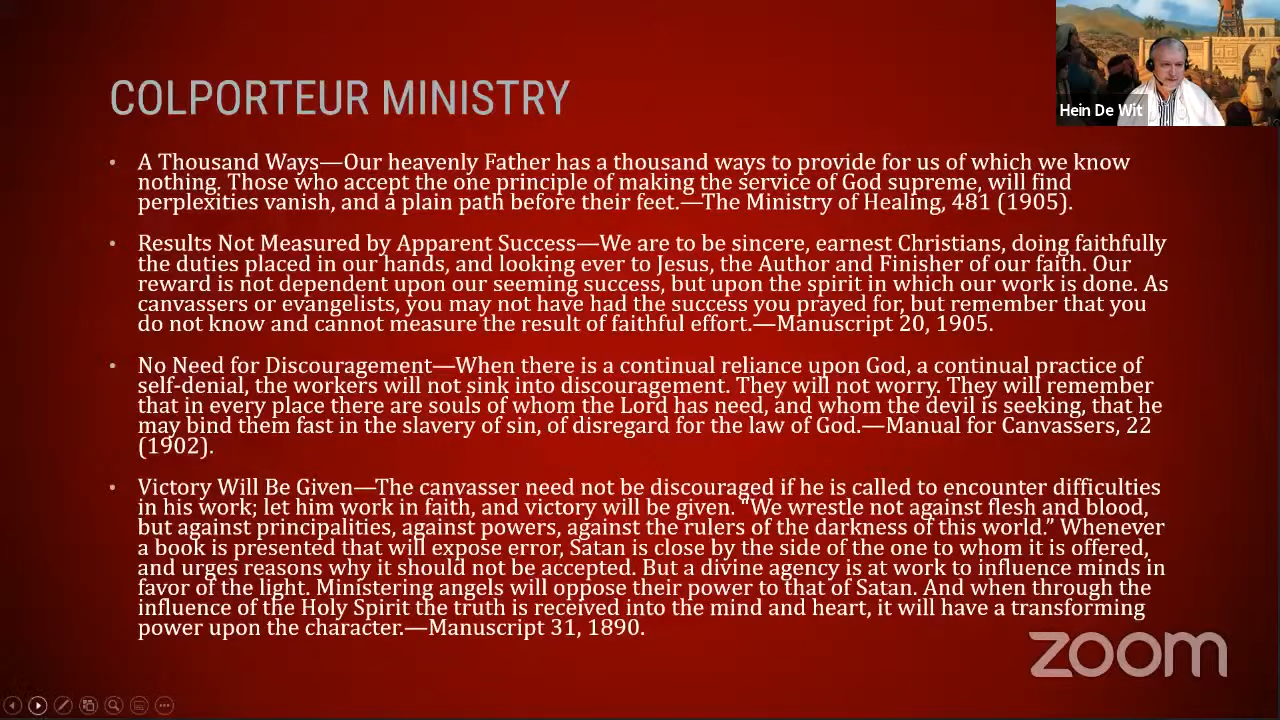 COLPORTEUR MINISTRY
Hein De Wit
• A Thousand Ways—Our heavenly Father has a thousand ways to provide for us of which we know
nothing. Those who accept the one principle of making the service of God supreme, will find
perplexities vanish, and a plain path before their feet.—The Ministry of Healing, 481 (1905).
• Results Not Measured by Apparent Success—We are to be sincere, earnest Christians, doing faithfully
the duties placed in our hands, and looking ever to Jesus, the Author and Finisher of our faith. Our
reward is not dependent upon our seeming success, but upon the spirit in which our work is done. As
canvassers or evangelists, you may not have had the success you prayed for, but remember that you
do not know and cannot measure the result of faithful effort.—Manuscript 20, 1905.
• No Need for Discouragement—When there is a continual reliance upon God, a continual practice of
self-denial, the workers will not sink into discouragement. They will not worry. They will remember
that in every place there are souls of whom the Lord has need, and whom the devil is seeking, that he
may bind them fast in the slavery of sin, of disregard for the law of God.—Manual for Canvassers, 22
(1902).
• Victory Will Be Given—The canvasser need not be discouraged if he is called to encounter difficulties
in his work; let him work in faith, and victory will be given. "We wrestle not against flesh and blood,
but against principalities, against powers, against the rulers of the darkness of this world.” Whenever
a book is presented that will expose error, Satan is close by the side of the one to whom it is offered,
and urges reasons why it should not be accepted. But a divine agency is at work to influence minds in
favor of the light. Ministering angels will oppose their power to that of Satan. And when through the
influence of the Holy Spirit the truth is received into the mind and heart, it will have a transforming
power upon the character.—Manuscript 31, 1890.
zoom